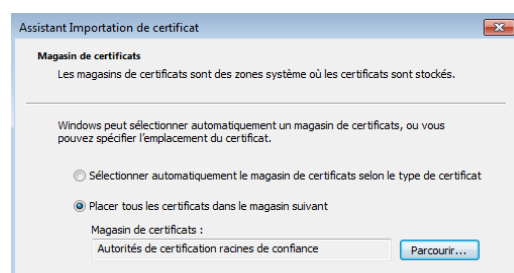 Assistant Importation de certificat
Magasin de certificats
Les magasins de certificats sont des zones système où les certificats sont stockés.
Windows peut sélectionner automatiquement un magasin de certificats, ou vous
pouvez spécifier l'emplacement du certificat.
Sélectionner automatiquement le magasin de certificats selon le type de certificat
Placer tous les certificats dans le magasin suivant
Magasin de certificats :
Autorités de certification racines de confiance
Parcourir...